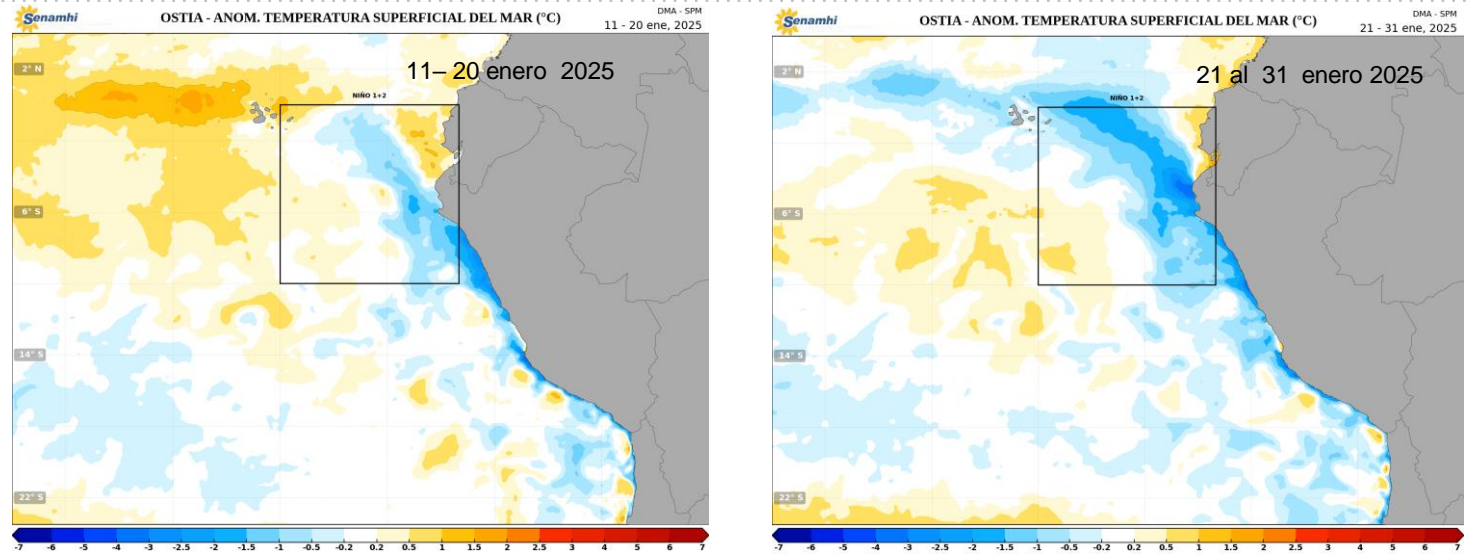 Senamhi
OSTIA - ANOM. TEMPERATURA SUPERFICIAL DEL MAR (°C)
DMA - SPM
11 - 20 ene, 2025
11– 20 enero 2025
2° N
NIÑO 1+2
6° S
14° S
22° S
-7 -6 -5 -4 -3 -2.5 -2 -1.5 -1 -0.5 -0.2 0.2 0.5 1 1.5 2 2.5 3 4 5 6 7
Senamhi
OSTIA - ANOM. TEMPERATURA SUPERFICIAL DEL MAR (°C)
DMA - SPM
21 - 31 ene, 2025
21 al 31 enero 2025
2° N
NIÑO 1+2
6° S
14° S
22° S
-7 -6 -5 -4 -3 -2.5 -2 -1.5 -1 -0.5 -0.2 0.2 0.5 1 1.5 2 2.5 3 4 5 6 7